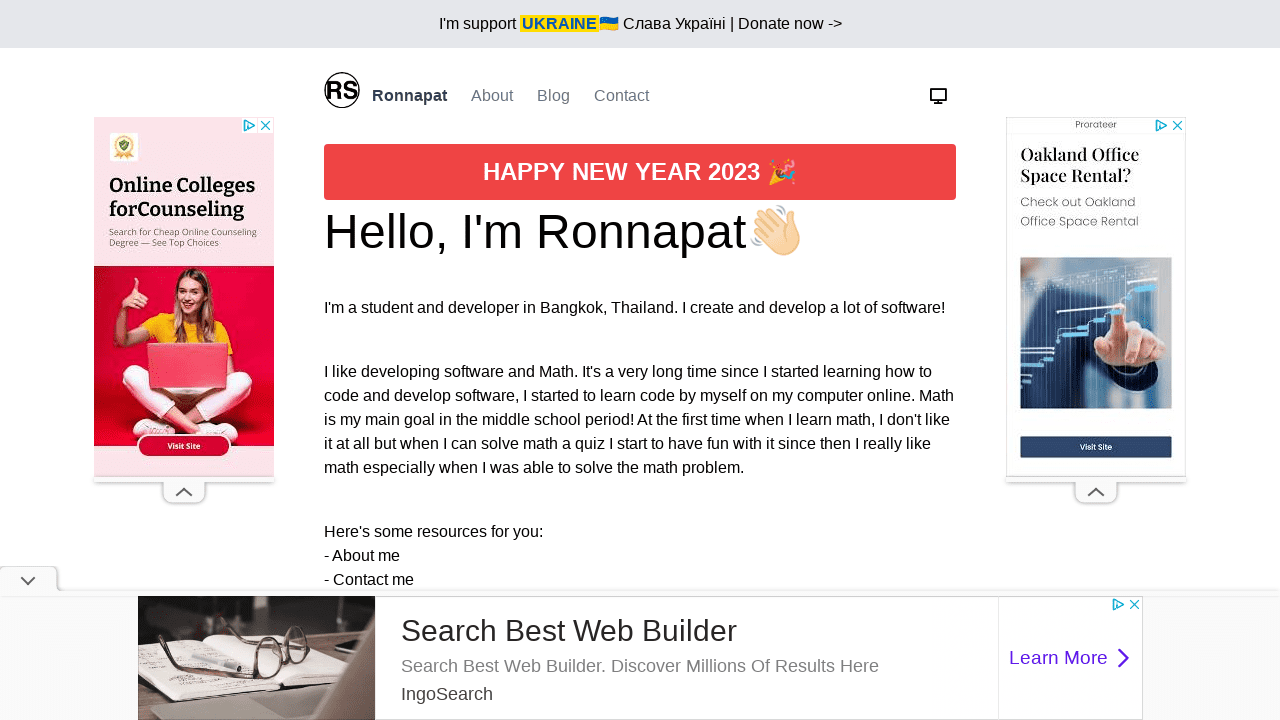 I'm support UKRAINE🇺🇦 Слава Україні | Donate now ->
RS Ronnapat About Blog Contact
HAPPY NEW YEAR 2023 🎉
Hello, I'm Ronnapat👋🏻
I'm a student and developer in Bangkok, Thailand. I create and develop a lot of software!
I like developing software and Math. It's a very long time since I started learning how to
code and develop software, I started to learn code by myself on my computer online. Math
is my main goal in the middle school period! At the first time when I learn math, I don't like
it at all but when I can solve math a quiz I start to have fun with it since then I really like
math especially when I was able to solve the math problem.
Here's some resources for you:
- About me
- Contact me
Online Colleges
forCounseling
Search for Cheap Online Counseling
Degree — See Top Choices
Visit Site
Prorateer
Oakland Office
Space Rental?
Check out Oakland
Office Space Rental
Visit Site
Search Best Web Builder
Search Best Web Builder. Discover Millions Of Results Here
IngoSearch
Learn More